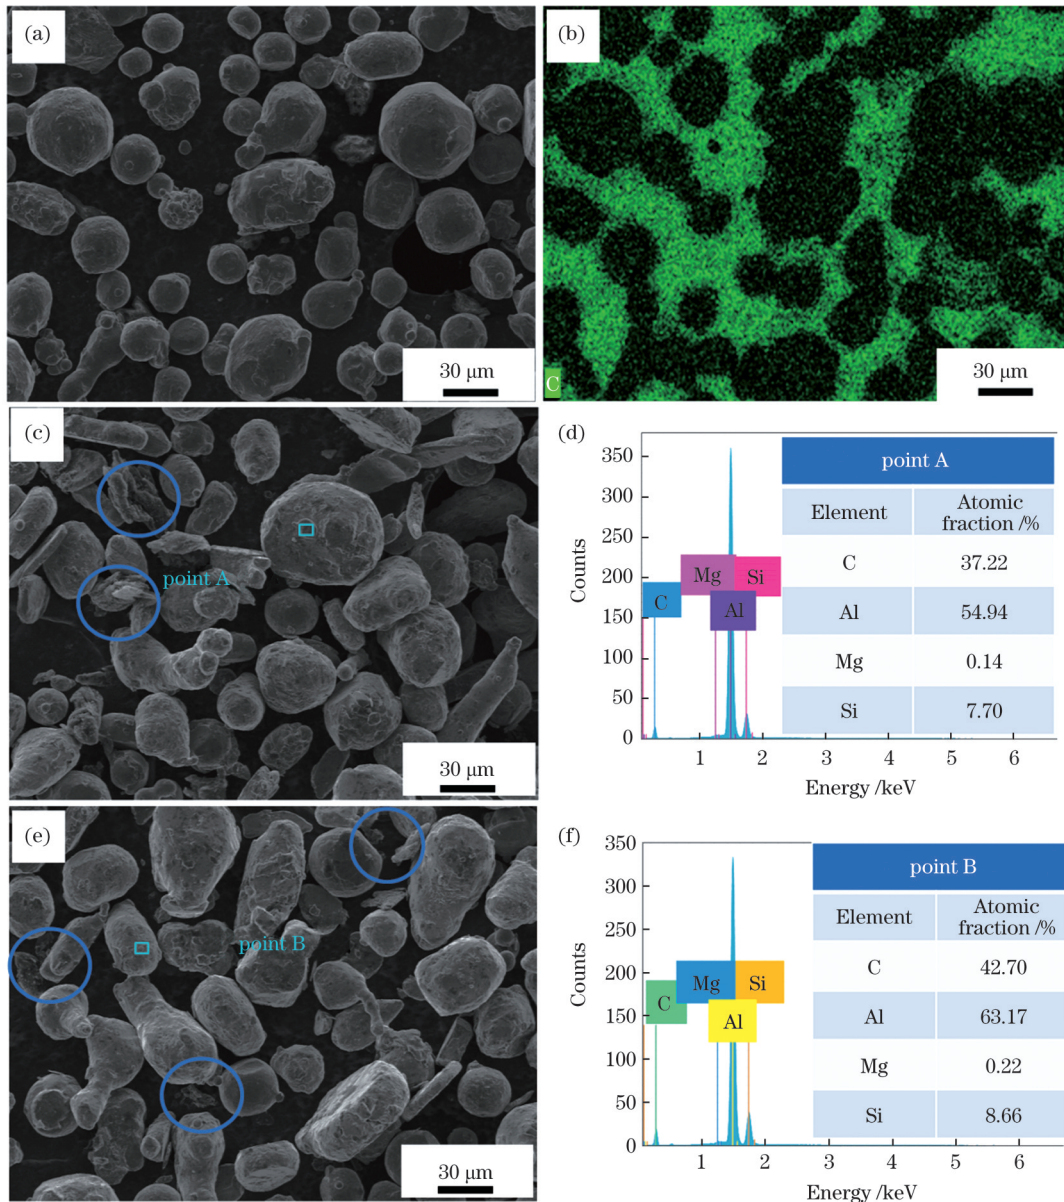 (a)
30 μm
(b)
C
30 μm
(c)
point A
30 μm
(d)
350
300
250
200
150
100
50
0
Counts
C
Mg
Si
Al
1
2
3
4
5
6
Energy /keV
point A
Element
Atomic
fraction /%
C
37.22
Al
54.94
Mg
0.14
Si
7.70
(e)
point B
30 μm
(f)
350
300
250
200
150
100
50
0
Counts
C
Mg
Si
Al
1
2
3
4
5
6
Energy /keV
point B
Element
Atomic
fraction /%
C
42.70
Al
63.17
Mg
0.22
Si
8.66